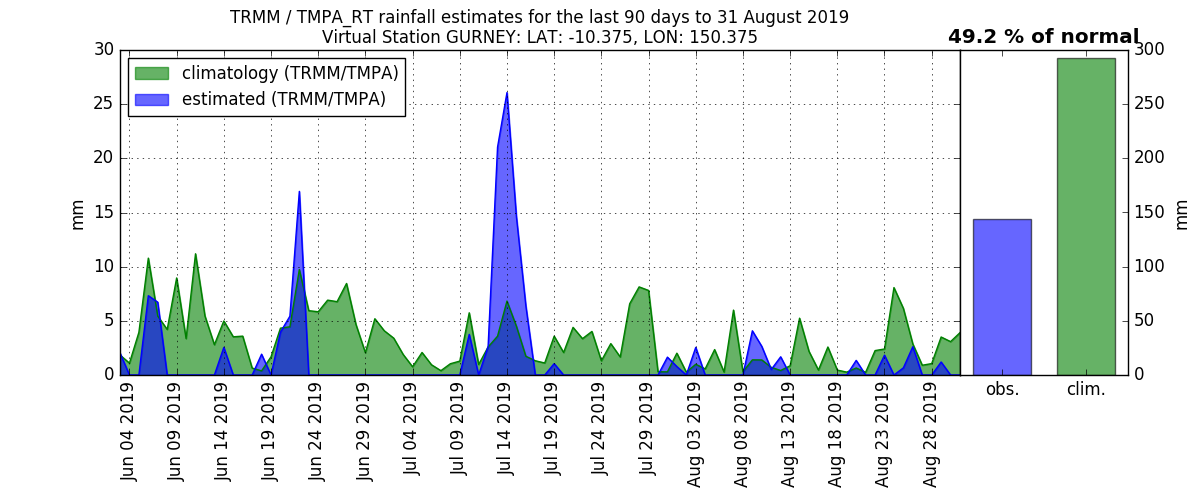 TRMM / TMPA_RT rainfall estimates for the last 90 days to 31 August 2019
Virtual Station GURNEY: LAT: -10.375, LON: 150.375
49.2 % of normal
climatology (TRMM/TMPA)
estimated (TRMM/TMPA)
mm
30
25
20
15
10
5
0
Jun 04 2019
Jun 09 2019
Jun 14 2019
Jun 19 2019
Jun 24 2019
Jun 29 2019
Jul 04 2019
Jul 09 2019
Jul 14 2019
Jul 19 2019
Jul 24 2019
Jul 29 2019
Aug 03 2019
Aug 08 2019
Aug 13 2019
Aug 18 2019
Aug 23 2019
Aug 28 2019
obs.
clim.
300
250
200
150
100
50
0
mm